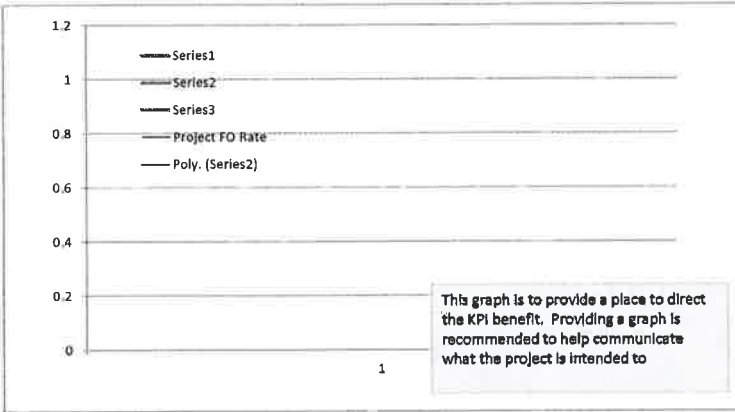 1.2
Series1
1
Series2
Series3
0.8
Project FO Rate
Poly. (Series2)
0.6
0.4
0.2
This graph is to provide a place to direct
the KPI benefit. Providing a graph is
recommended to help communicate
what the project is intended to
0
1